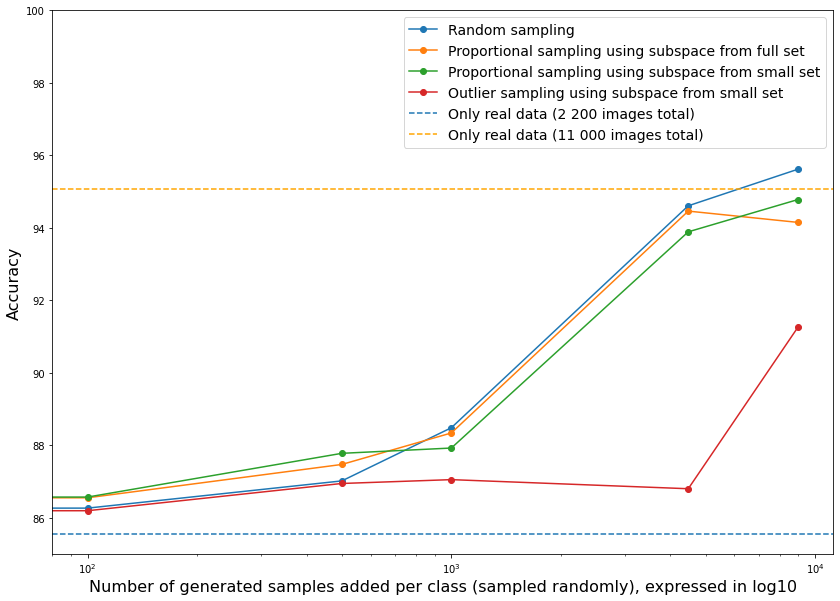 100
98
96
94
92
90
88
86
Accuracy
Random sampling
Proportional sampling using subspace from full set
Proportional sampling using subspace from small set
Outlier sampling using subspace from small set
Only real data (2 200 images total)
Only real data (11 000 images total)
10²
10³
10⁴
Number of generated samples added per class (sampled randomly), expressed in log10